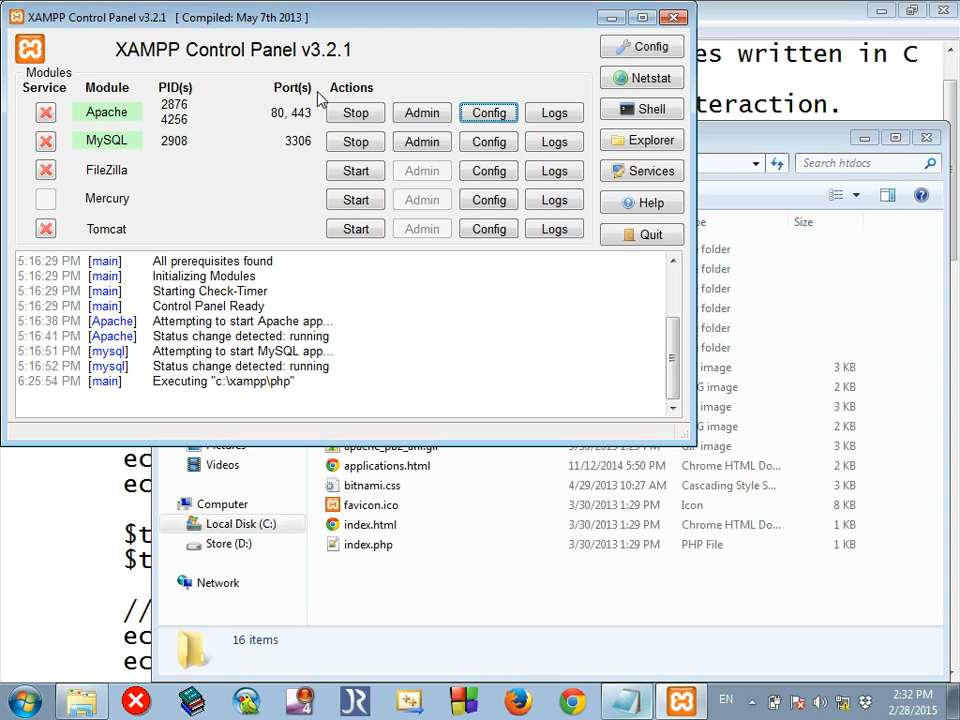 XAMPP Control Panel v3.2.1 [ Compiled: May 7th 2013 ]
XAMPP Control Panel v3.2.1
Config
Modules
Service Module PID(s) Port(s) Actions
Netstat
Apache 2876 4256 80, 443 Stop Admin Config Logs
Shell
MySQL 2908 3306 Stop Admin Config Logs
Explorer
FileZilla Start Admin Config Logs
Services
Mercury Start Admin Config Logs
Help
Tomcat Start Admin Config Logs
Quit
5:16:29 PM [main] All prerequisites found
5:16:29 PM [main] Initializing Modules
5:16:29 PM [main] Starting Check-Timer
5:16:29 PM [main] Control Panel Ready
5:16:38 PM [Apache] Attempting to start Apache app...
5:16:41 PM [Apache] Status change detected: running
5:16:51 PM [mysql] Attempting to start MySQL app...
5:16:52 PM [mysql] Status change detected: running
6:25:54 PM [main] Executing "c:\xampp\php"
es written in C
teraction.
Search htdocs
Size
folder
folder
folder
folder
folder
folder
image 3 KB
G image 2 KB
image 3 KB
G image 2 KB
image 3 KB
Videos
Computer
Local Disk (C:)
Store (D:)
Network
applications.html 11/12/2014 5:50 PM Chrome HTML Do... 2 KB
bitnami.css 4/29/2013 10:27 AM Cascading Style S... 2 KB
favicon.ico 3/30/2013 1:29 PM Icon 8 KB
index.html 3/30/2013 1:29 PM Chrome HTML Do... 1 KB
index.php 3/30/2013 1:29 PM PHP File 1 KB
16 items
ec
ec
$t
$t
//
ec
ec
EN
2:32 PM
2/28/2015